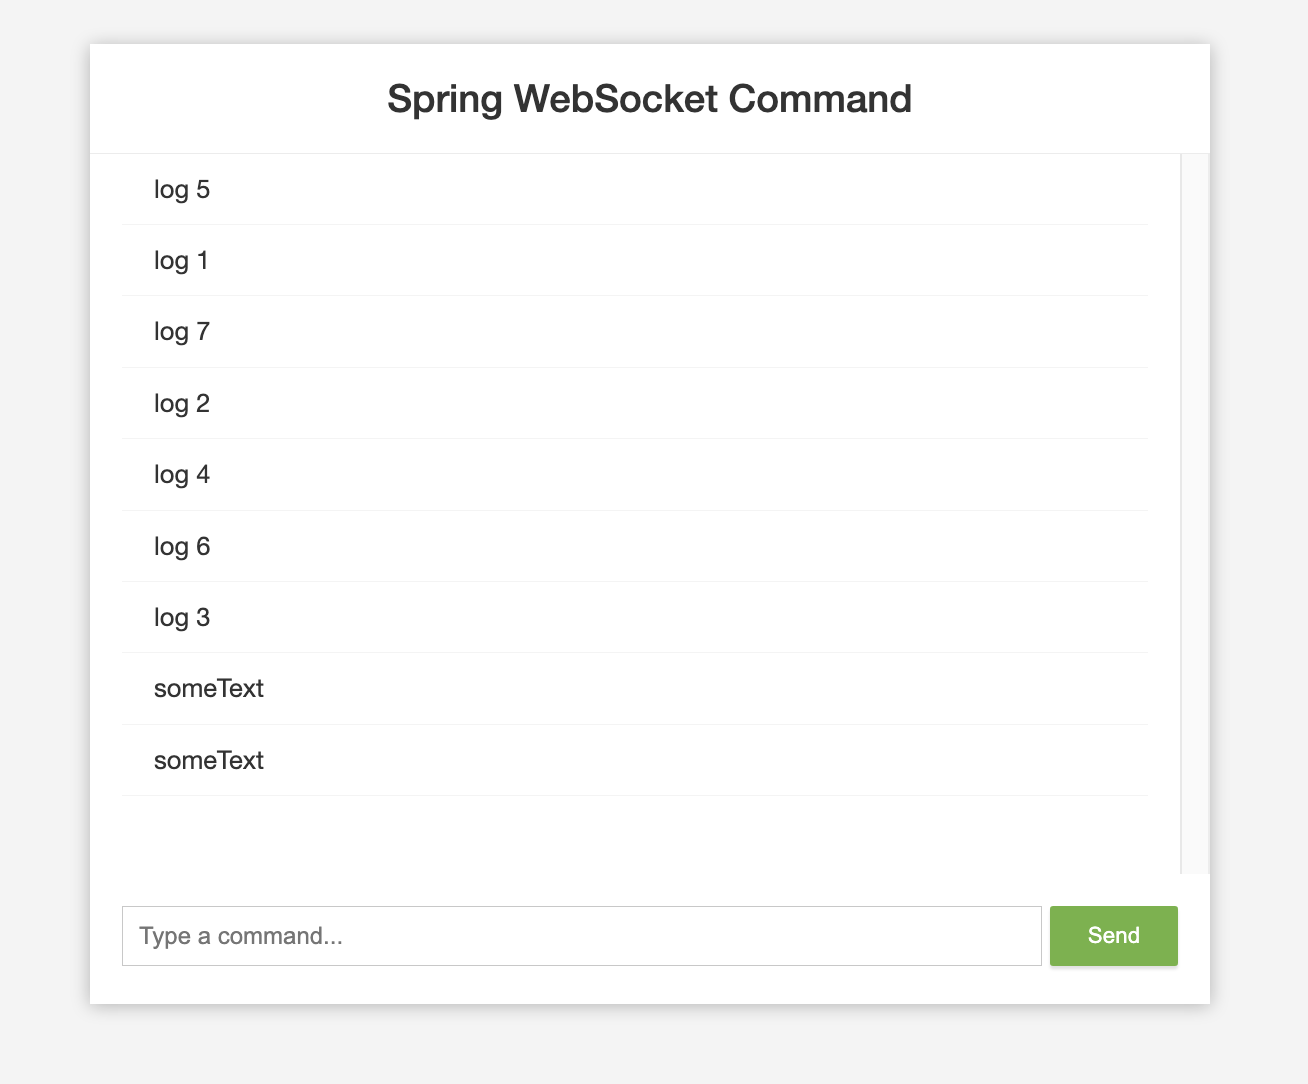 Spring WebSocket Command
log 5
log 1
log 7
log 2
log 4
log 6
log 3
someText
someText
Type a command...
Send